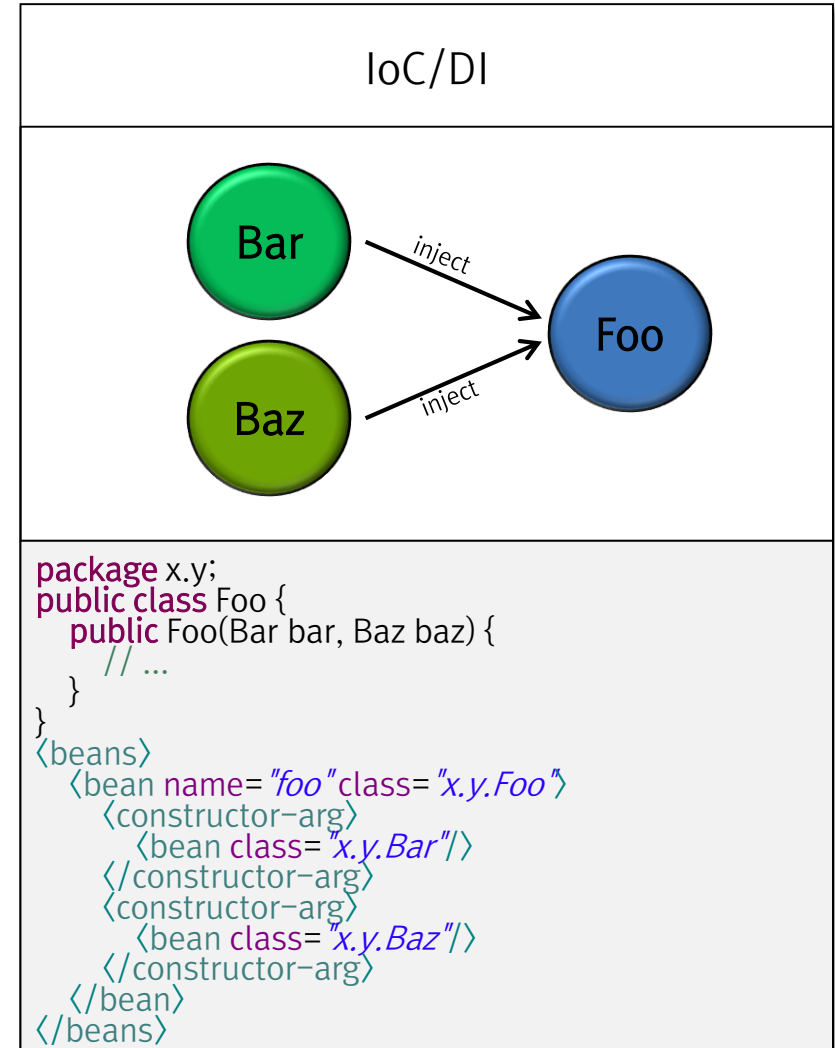 IoC/DI
Bar
inject
Foo
Baz
inject
package x.y;
public class Foo {
  public Foo(Bar bar, Baz baz) {
    // ...
  }
}
〈beans〉
  〈bean name="foo" class="x.y.Foo"〉
    〈constructor-arg〉
      〈bean class="x.y.Bar"/〉
    〈/constructor-arg〉
    〈constructor-arg〉
      〈bean class="x.y.Baz"/〉
    〈/constructor-arg〉
  〈/bean〉
〈/beans〉